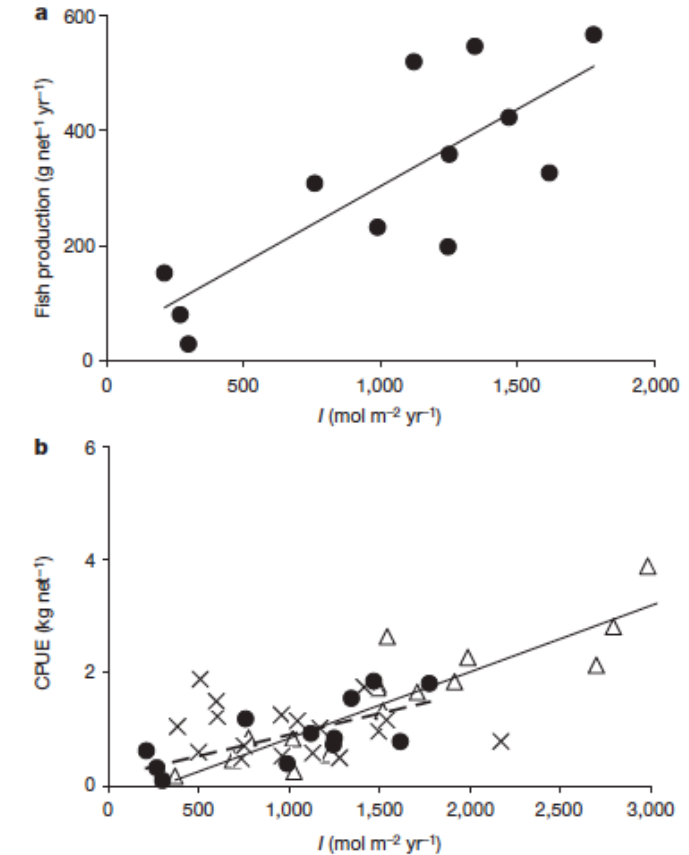 a
Fish production (g net⁻¹ yr⁻¹)
600
400
200
0
0 500 1,000 1,500 2,000
I (mol m⁻² yr⁻¹)
b
CPUE (kg net⁻¹)
6
4
2
0
0 500 1,000 1,500 2,000 2,500 3,000
I (mol m⁻² yr⁻¹)